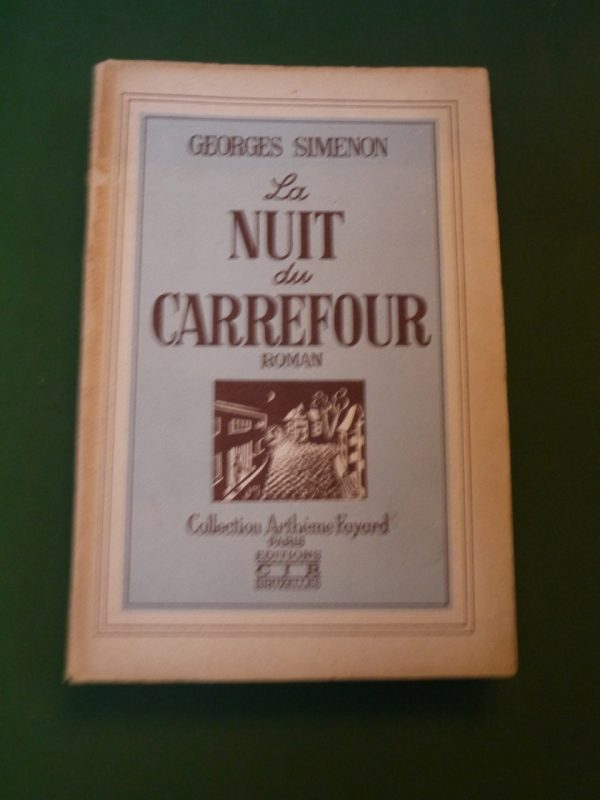 GEORGES SIMENON
La
NUIT
du
CARREFOUR
ROMAN
Collection Arthème Fayard
PARIS
EDITIONS
C I B
BRUXELLES